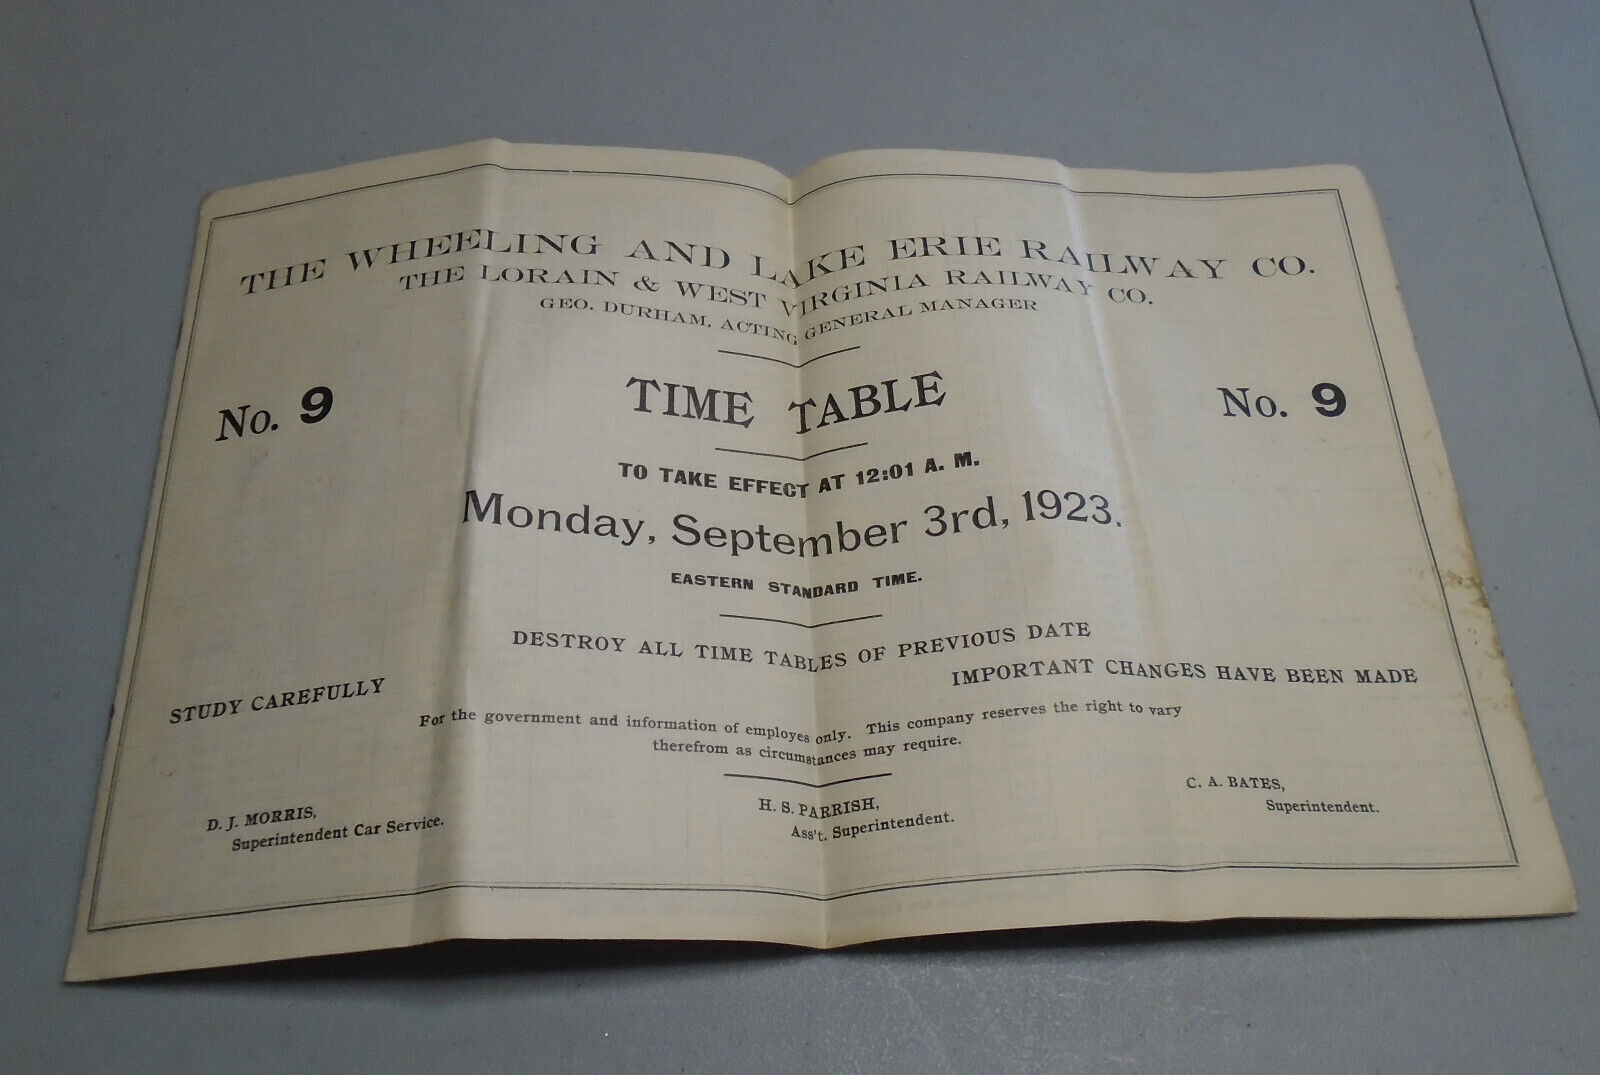 THE WHEELING AND LAKE ERIE RAILWAY CO.
THE LORAIN & WEST VIRGINIA RAILWAY CO.
GEO. DURHAM, ACTING GENERAL MANAGER
No. 9
TIME TABLE
No. 9
TO TAKE EFFECT AT 12:01 A. M.
Monday, September 3rd, 1923.
EASTERN STANDARD TIME.
DESTROY ALL TIME TABLES OF PREVIOUS DATE
STUDY CAREFULLY
IMPORTANT CHANGES HAVE BEEN MADE
For the government and information of employes only. This company reserves the right to vary
therefrom as circumstances may require.
D. J. MORRIS,
Superintendent Car Service.
H. S. PARRISH,
Ass't. Superintendent.
C. A. BATES,
Superintendent.